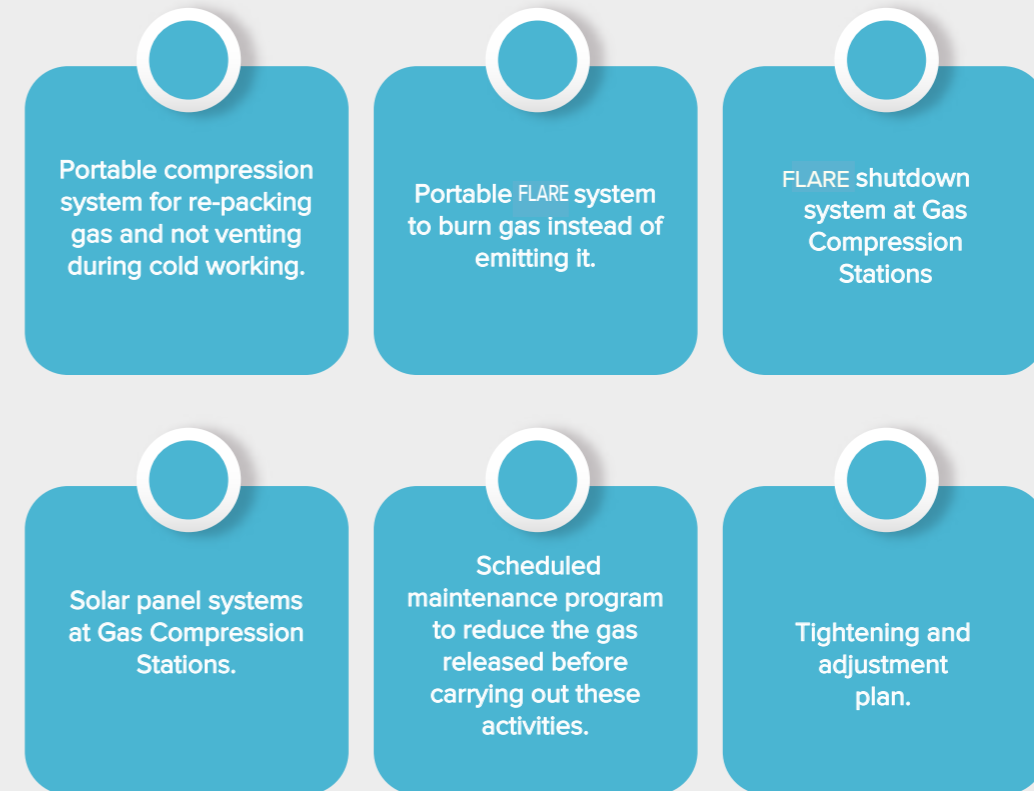 Portable compression
system for re-packing
gas and not venting
during cold working.
Portable FLARE system
to burn gas instead of
emitting it.
FLARE shutdown
system at Gas
Compression
Stations
Solar panel systems
at Gas Compression
Stations.
Scheduled
maintenance program
to reduce the gas
released before
carrying out these
activities.
Tightening and
adjustment
plan.